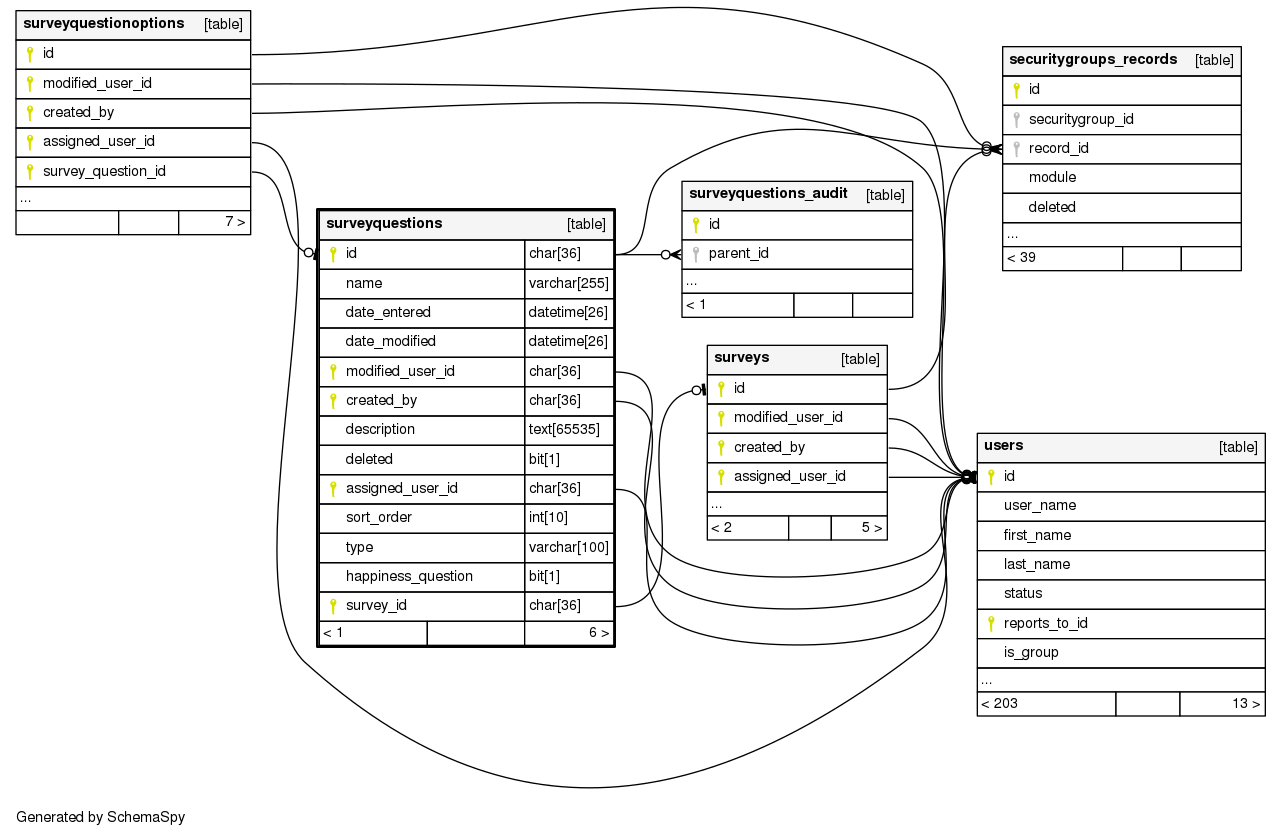 surveyquestionoptions [table]
id
modified_user_id
created_by
assigned_user_id
survey_question_id
...
7 >
surveyquestions [table]
id char[36]
name varchar[255]
date_entered datetime[26]
date_modified datetime[26]
modified_user_id char[36]
created_by char[36]
description text[65535]
deleted bit[1]
assigned_user_id char[36]
sort_order int[10]
type varchar[100]
happiness_question bit[1]
survey_id char[36]
< 1 6 >
surveyquestions_audit [table]
id
parent_id
...
< 1
surveys [table]
id
modified_user_id
created_by
assigned_user_id
...
< 2 5 >
securitygroups_records [table]
id
securitygroup_id
record_id
module
deleted
...
< 39
users [table]
id
user_name
first_name
last_name
status
reports_to_id
is_group
...
< 203 13 >
Generated by SchemaSpy